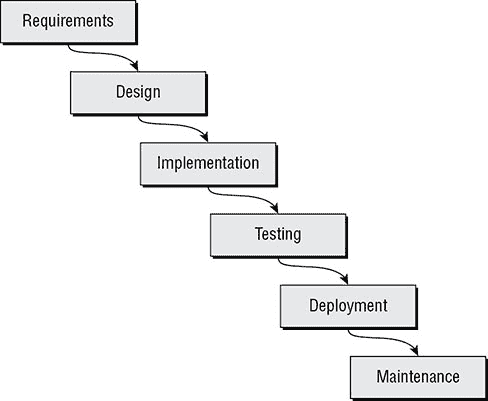 Requirements
Design
Implementation
Testing
Deployment
Maintenance